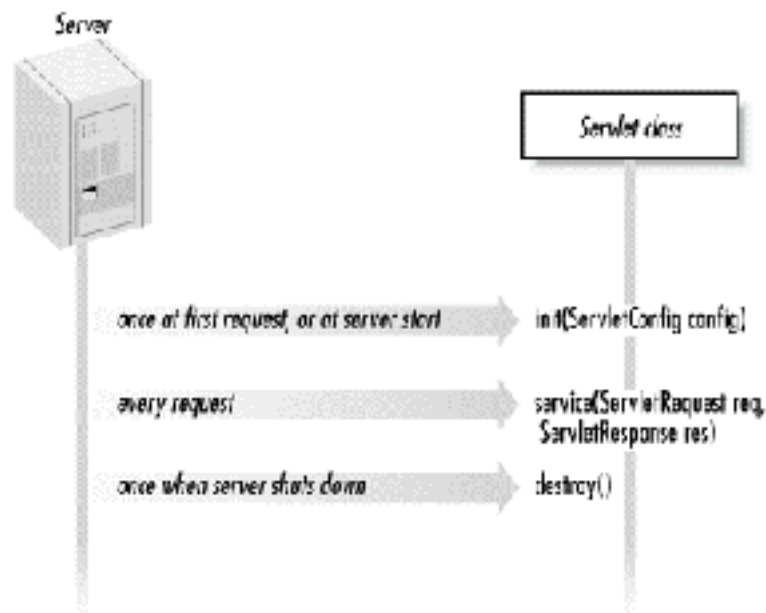 Server
Servlet class
once at first request, or at server start
init(ServletConfig config)
every request
service(ServletRequest req,
ServletResponse res)
once when server shuts down
destroy()